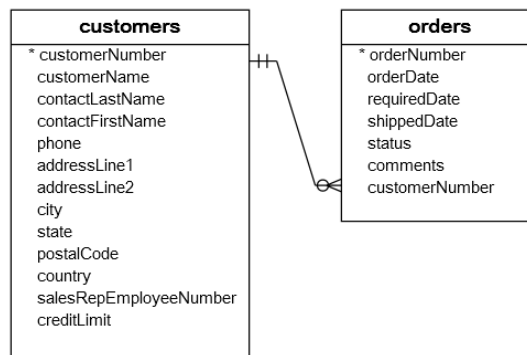 customers
* customerNumber
customerName
contactLastName
contactFirstName
phone
addressLine1
addressLine2
city
state
postalCode
country
salesRepEmployeeNumber
creditLimit
orders
* orderNumber
orderDate
requiredDate
shippedDate
status
comments
customerNumber